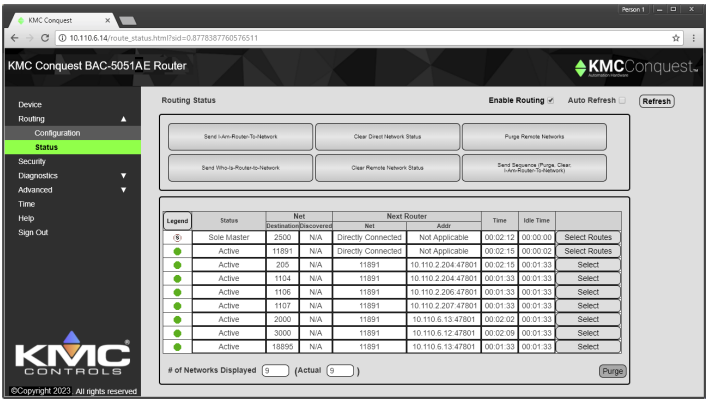 Person 1
KMC Conquest
10.110.6.14/route_status.html?sid=0.8778387760576511
KMC Conquest BAC-5051AE Router
KMC Conquest™
Automation Hardware
Device
Routing
Configuration
Status
Security
Diagnostics
Advanced
Time
Help
Sign Out
Routing Status
Enable Routing
Auto Refresh
Refresh
Send I-Am-Router-To-Network
Clear Direct Network Status
Purge Remote Networks
Send Who-Is-Router-to-Network
Clear Remote Network Status
Send Sequence (Purge, Clear,
I-Am-Router-To-Network)
Legend Status Net Next Router Time Idle Time
Destination Discovered Net Addr
S Sole Master 2500 N/A Directly Connected Not Applicable 00:02:12 00:00:00 Select Routes
Active 11891 N/A Directly Connected Not Applicable 00:02:15 00:00:02 Select Routes
Active 205 N/A 11891 10.110.2.204:47801 00:02:15 00:01:33 Select
Active 1104 N/A 11891 10.110.2.204:47801 00:01:33 00:01:33 Select
Active 1106 N/A 11891 10.110.2.206:47801 00:01:33 00:01:33 Select
Active 1107 N/A 11891 10.110.2.207:47801 00:01:33 00:01:33 Select
Active 2000 N/A 11891 10.110.6.13:47801 00:02:02 00:01:33 Select
Active 3000 N/A 11891 10.110.6.12:47801 00:02:09 00:01:33 Select
Active 18895 N/A 11891 10.110.6.13:47801 00:01:33 00:01:33 Select
# of Networks Displayed 9 (Actual 9 )
Purge
KMC®
CONTROLS
©Copyright 2023 All rights reserved